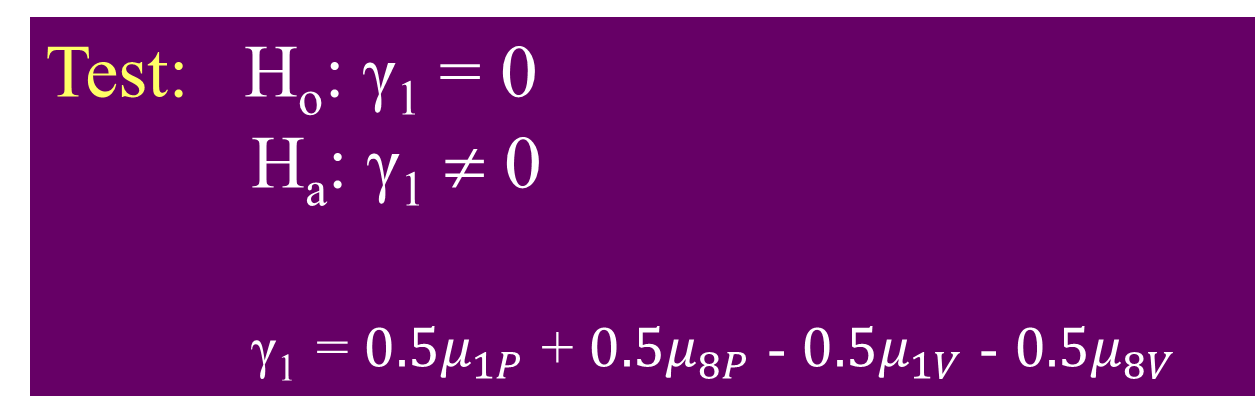 Test: Hₒ: γ₁ = 0
Hₐ: γ₁ ≠ 0
γ₁ = 0.5𝜇₁𝑃 + 0.5𝜇₈𝑃 - 0.5𝜇₁𝑉 - 0.5𝜇₈𝑉